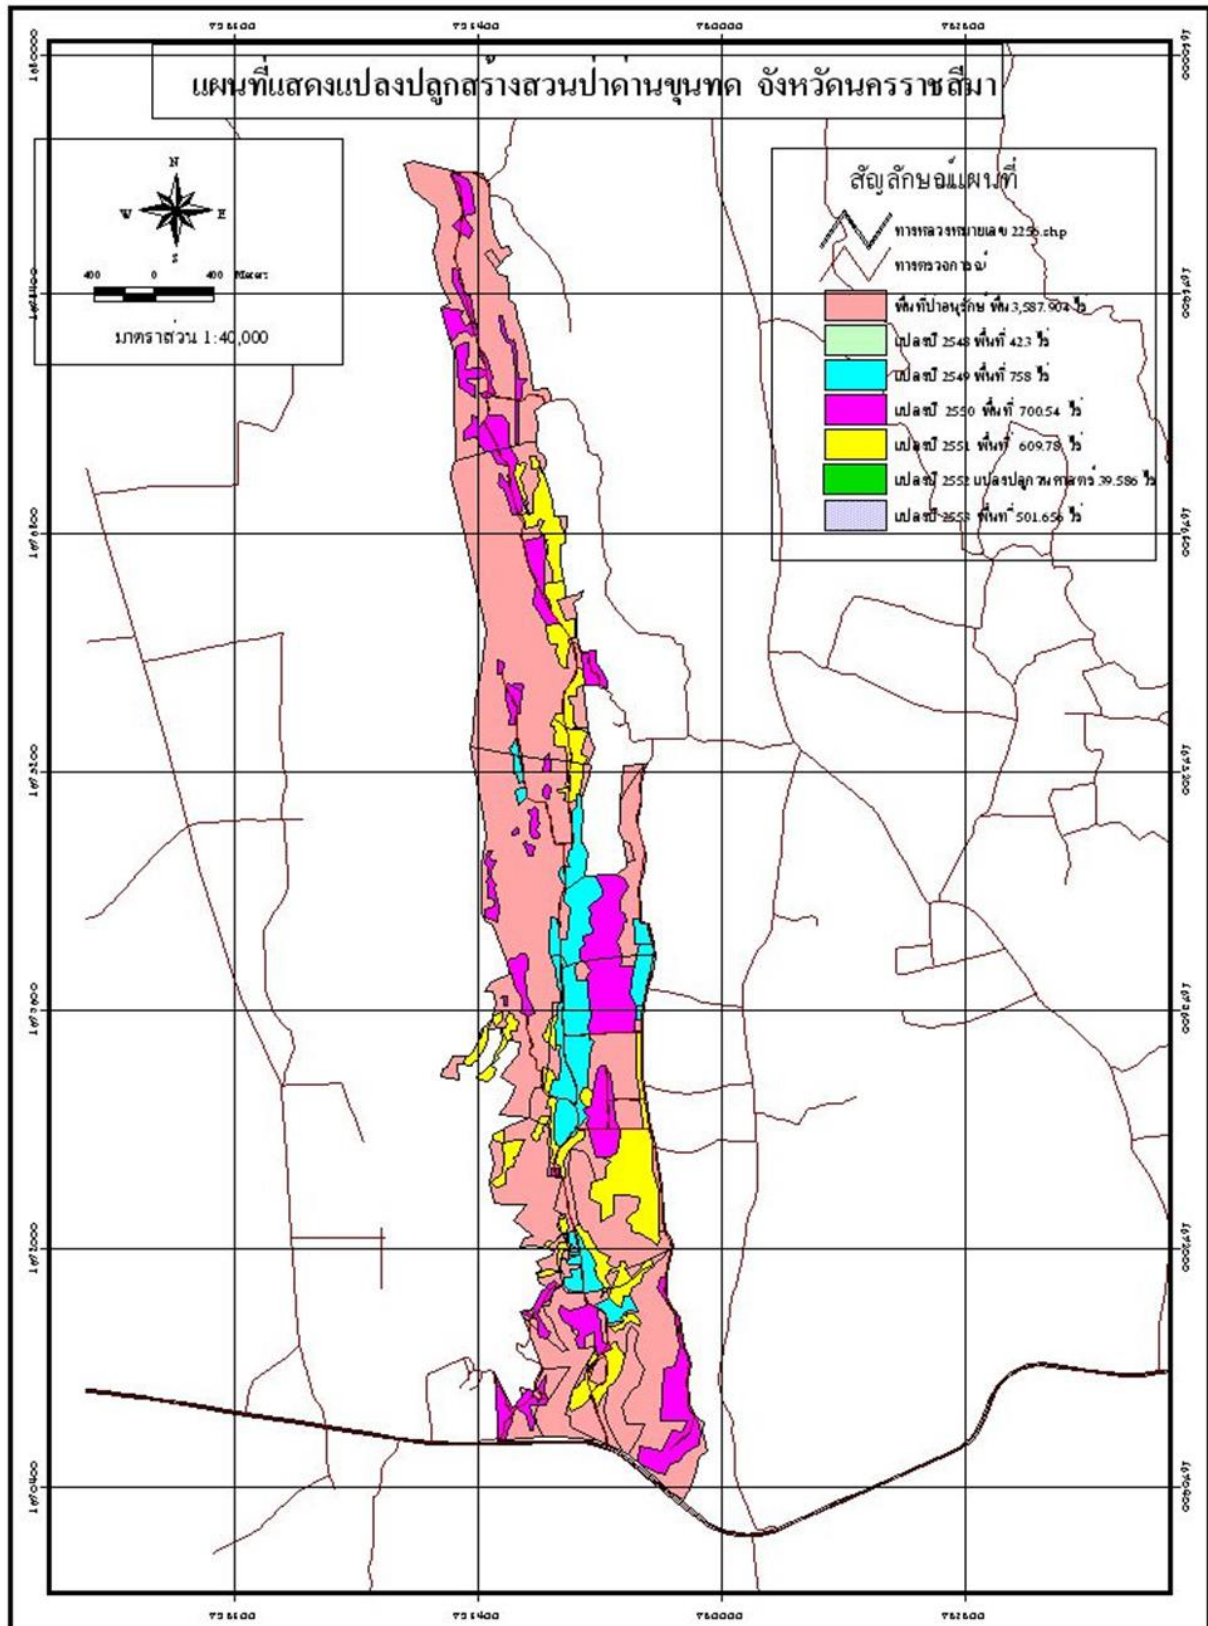 แผนที่แสดงแปลงปลูกสร้างสวนป่าด่านขุนทด จังหวัดนครราชสีมา
N
W E
S
400 0 400 Meters
มาตราส่วน 1:40,000
สัญลักษณ์แผนที่
ทางหลวงหมายเลข 2256.shp
ทางตรวจการณ์
พื้นที่ป่าอนุรักษ์ พื้น 3,587.904 ไร่
แปลงปี 2548 พื้นที่ 423 ไร่
แปลงปี 2549 พื้นที่ 758 ไร่
แปลงปี 2550 พื้นที่ 700.54 ไร่
แปลงปี 2551 พื้นที่ 609.78 ไร่
แปลงปี 2552 แปลงปลูกวนศาสตร์ 39.586 ไร่
แปลงปี 2553 พื้นที่ 501.656 ไร่